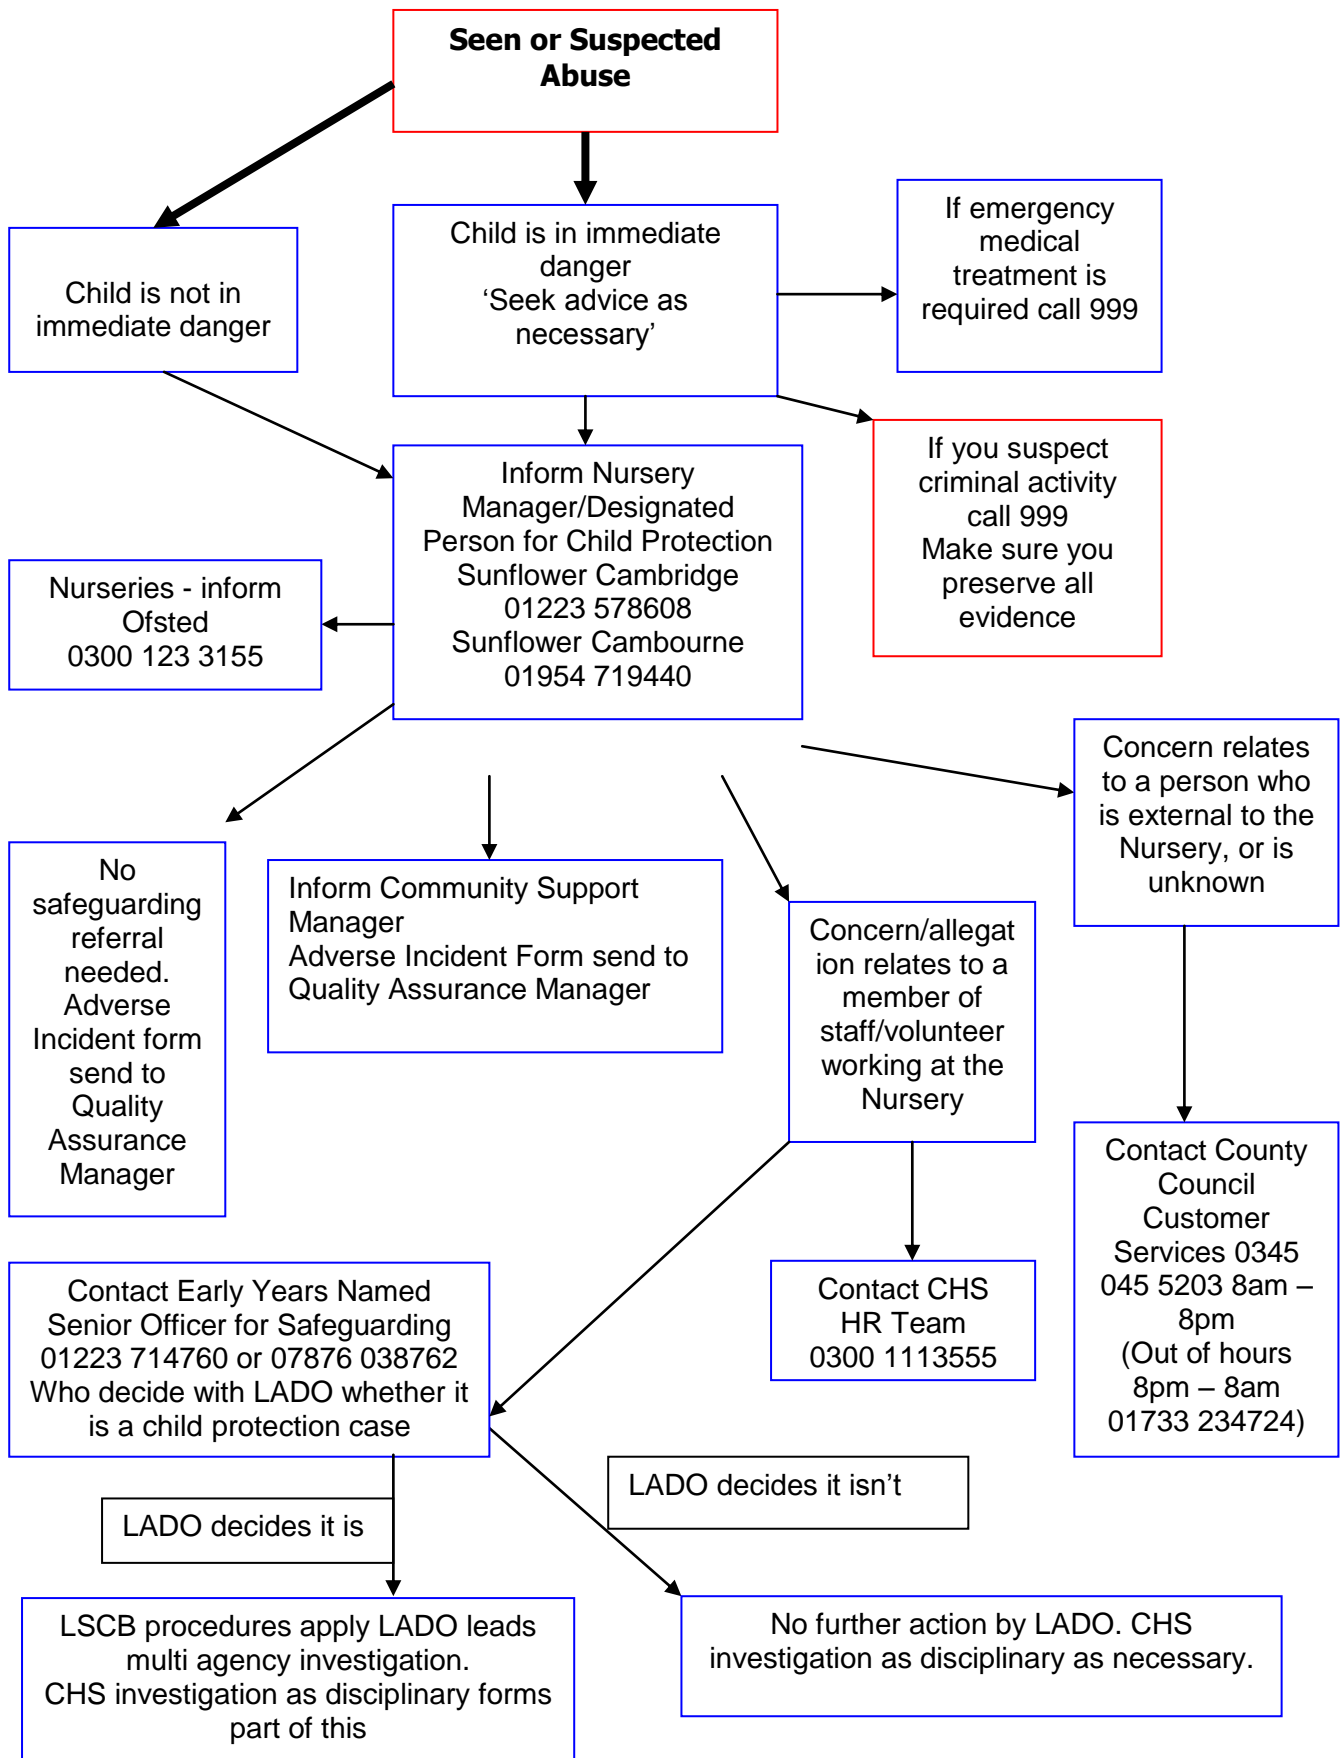 Seen or Suspected
Abuse
Child is not in
immediate danger
Child is in immediate
danger
‘Seek advice as
necessary’
If emergency
medical
treatment is
required call 999
If you suspect
criminal activity
call 999
Make sure you
preserve all
evidence
Inform Nursery
Manager/Designated
Person for Child Protection
Sunflower Cambridge
01223 578608
Sunflower Cambourne
01954 719440
Nurseries - inform
Ofsted
0300 123 3155
No
safeguarding
referral
needed.
Adverse
Incident form
send to
Quality
Assurance
Manager
Inform Community Support
Manager
Adverse Incident Form send to
Quality Assurance Manager
Concern/allegat
ion relates to a
member of
staff/volunteer
working at the
Nursery
Concern relates
to a person who
is external to the
Nursery, or is
unknown
Contact County
Council
Customer
Services 0345
045 5203 8am –
8pm
(Out of hours
8pm – 8am
01733 234724)
Contact CHS
HR Team
0300 1113555
Contact Early Years Named
Senior Officer for Safeguarding
01223 714760 or 07876 038762
Who decide with LADO whether it
is a child protection case
LADO decides it is
LADO decides it isn’t
LSCB procedures apply LADO leads
multi agency investigation.
CHS investigation as disciplinary forms
part of this
No further action by LADO. CHS
investigation as disciplinary as necessary.